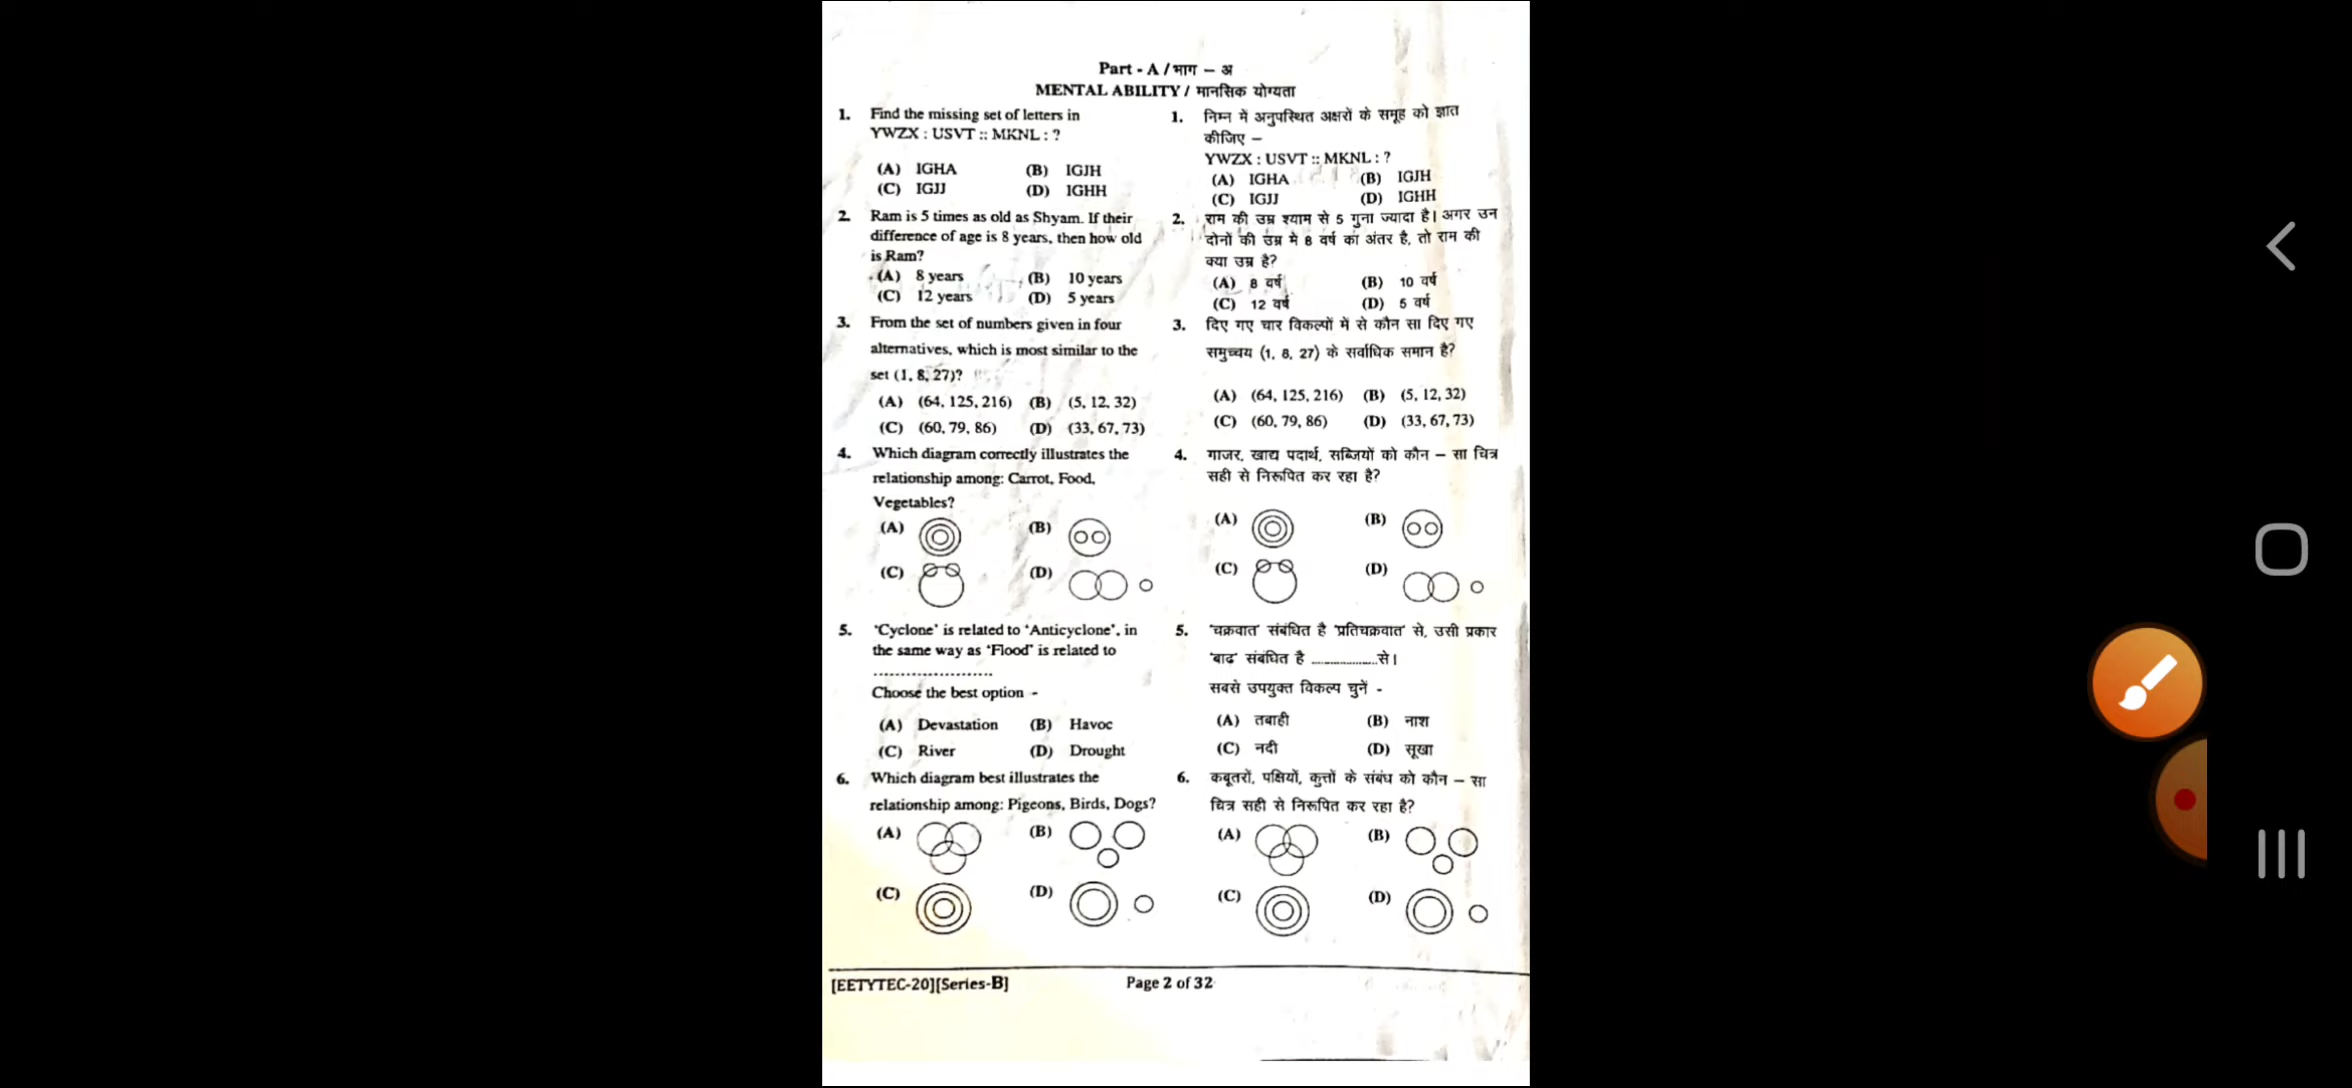 Part - A / भाग – अ
MENTAL ABILITY / मानसिक योग्यता
1. Find the missing set of letters in
YWZX : USVT :: MKNL : ?
(A) IGHA (B) IGJH
(C) IGJJ (D) IGHH
2. Ram is 5 times as old as Shyam. If their
difference of age is 8 years, then how old
is Ram?
(A) 8 years (B) 10 years
(C) 12 years (D) 5 years
3. From the set of numbers given in four
alternatives, which is most similar to the
set (1, 8, 27)?
(A) (64, 125, 216) (B) (5, 12, 32)
(C) (60, 79, 86) (D) (33, 67, 73)
4. Which diagram correctly illustrates the
relationship among: Carrot, Food,
Vegetables?
(A) (B)
(C) (D)
5. ‘Cyclone’ is related to ‘Anticyclone’, in
the same way as ‘Flood’ is related to
......................
Choose the best option -
(A) Devastation (B) Havoc
(C) River (D) Drought
6. Which diagram best illustrates the
relationship among: Pigeons, Birds, Dogs?
(A) (B)
(C) (D)
1. निम्न में अनुपस्थित अक्षरों के समूह को ज्ञात
कीजिए –
YWZX : USVT :: MKNL : ?
(A) IGHA (B) IGJH
(C) IGJJ (D) IGHH
2. राम की उम्र श्याम से 5 गुना ज्यादा है। अगर उन
दोनों की उम्र मे 8 वर्ष का अंतर है, तो राम की
क्या उम्र है?
(A) 8 वर्ष (B) 10 वर्ष
(C) 12 वर्ष (D) 5 वर्ष
3. दिए गए चार विकल्पों में से कौन सा दिए गए
समुच्चय (1, 8, 27) के सर्वाधिक समान है?
(A) (64, 125, 216) (B) (5, 12, 32)
(C) (60, 79, 86) (D) (33, 67, 73)
4. गाजर, खाद्य पदार्थ, सब्जियों को कौन – सा चित्र
सही से निरूपित कर रहा है?
(A) (B)
(C) (D)
5. 'चक्रवात' संबंधित है 'प्रतिचक्रवात' से, उसी प्रकार
'बाढ' संबंधित है ....................से।
सबसे उपयुक्त विकल्प चुनें -
(A) तबाही (B) नाश
(C) नदी (D) सूखा
6. कबूतरों, पक्षियों, कुत्तों के संबंध को कौन – सा
चित्र सही से निरूपित कर रहा है?
(A) (B)
(C) (D)
[EETYTEC-20][Series-B] Page 2 of 32